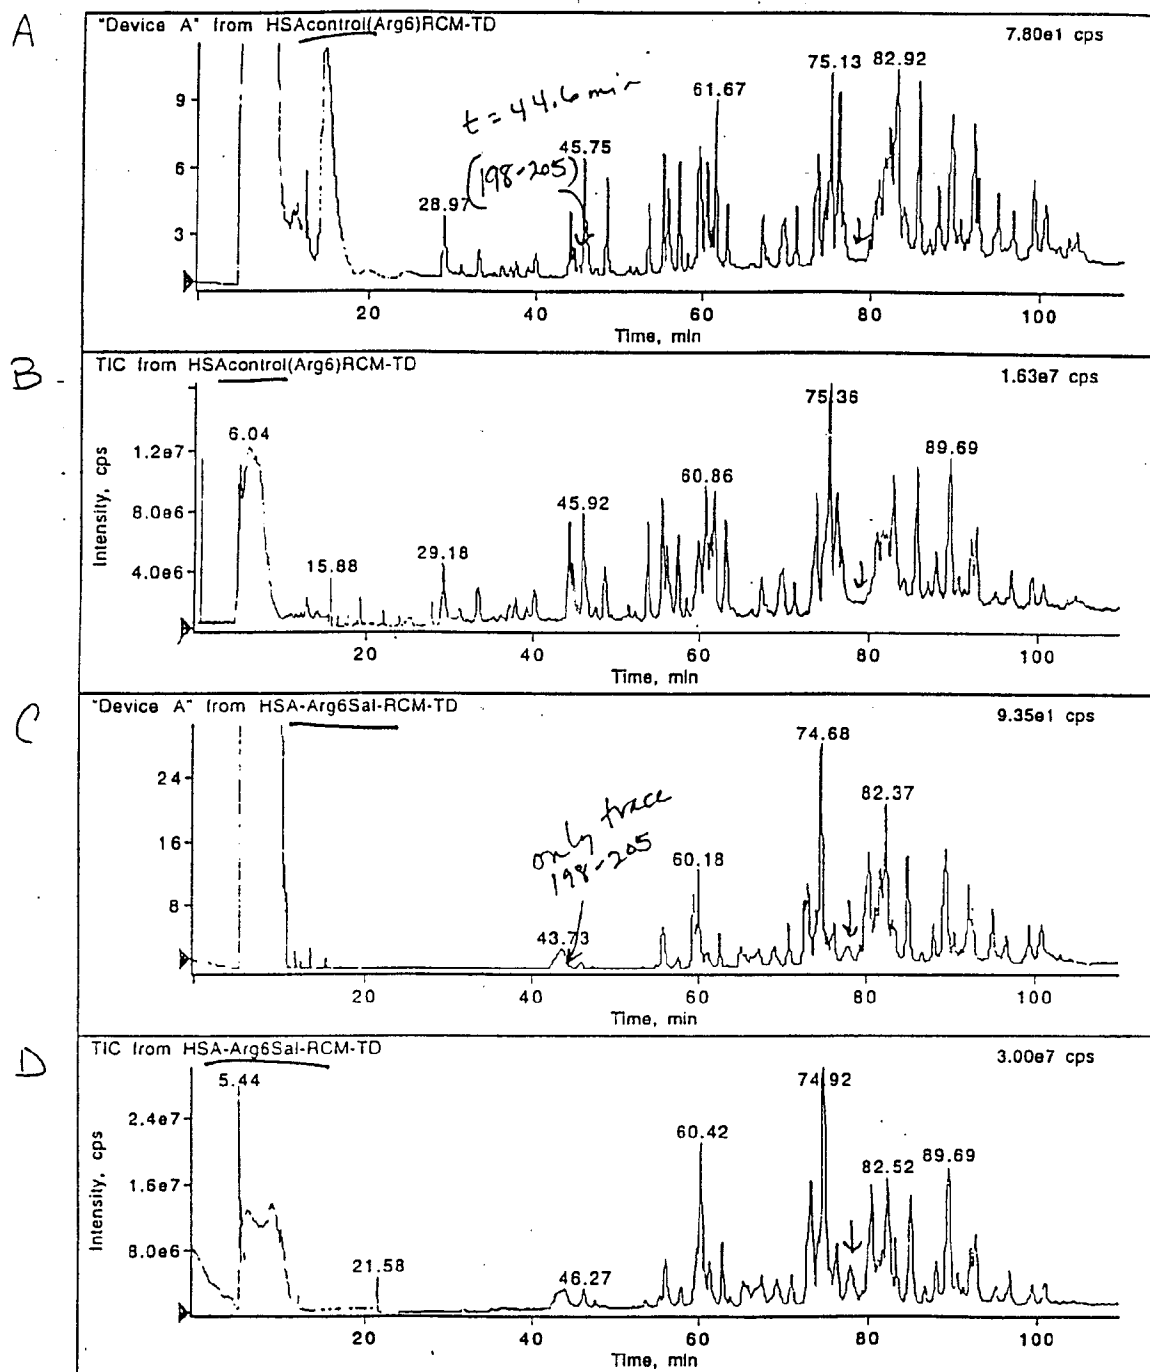 A
"Device A" from HSAcontrol(Arg6)RCM-TD
7.80e1 cps
t = 44.6 min
(198-205)
28.97
45.75
61.67
75.13
82.92
9
6
3
20
40
60
80
100
Time, min
B
TIC from HSAcontrol(Arg6)RCM-TD
1.63e7 cps
6.04
15.88
29.18
45.92
60.86
75.36
89.69
Intensity, cps
1.2e7
8.0e6
4.0e6
20
40
60
80
100
Time, min
C
"Device A" from HSA-Arg6Sal-RCM-TD
9.35e1 cps
only trace
198-205
43.73
60.18
74.68
82.37
24
16
8
20
40
60
80
100
Time, min
D
TIC from HSA-Arg6Sal-RCM-TD
3.00e7 cps
5.44
21.58
46.27
60.42
74.92
82.52
89.69
Intensity, cps
2.4e7
1.6e7
8.0e6
20
40
60
80
100
Time, min